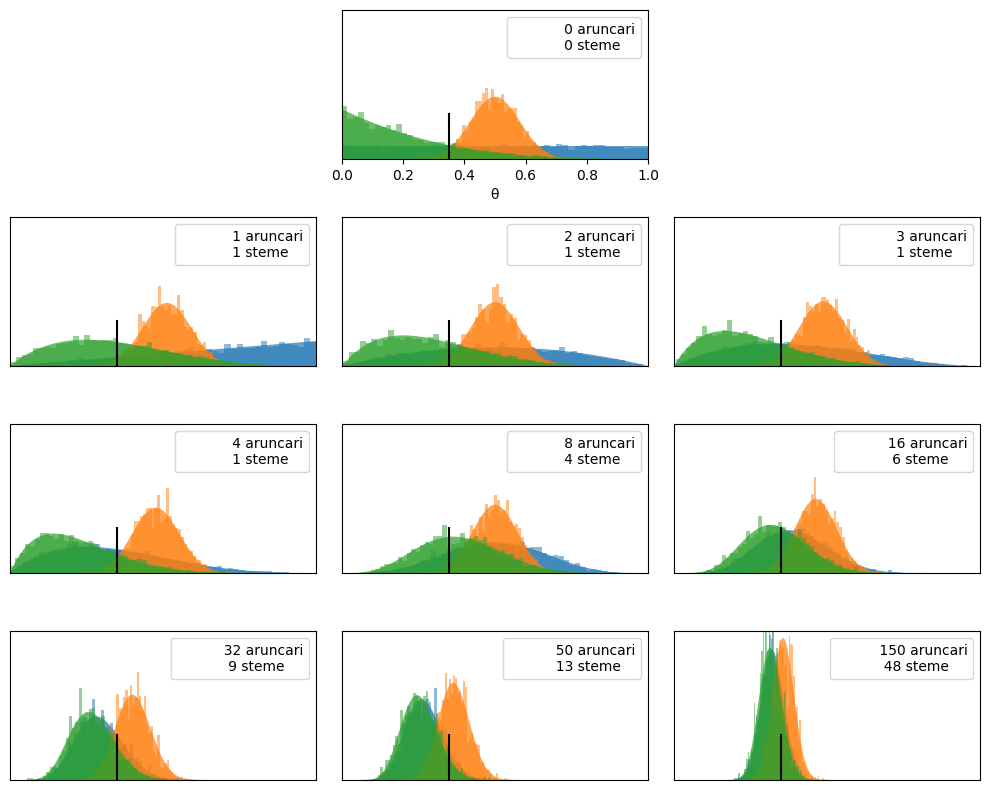 0 aruncari
0 steme
0.0 0.2 0.4 0.6 0.8 1.0
θ
1 aruncari
1 steme
2 aruncari
1 steme
3 aruncari
1 steme
4 aruncari
1 steme
8 aruncari
4 steme
16 aruncari
6 steme
32 aruncari
9 steme
50 aruncari
13 steme
150 aruncari
48 steme